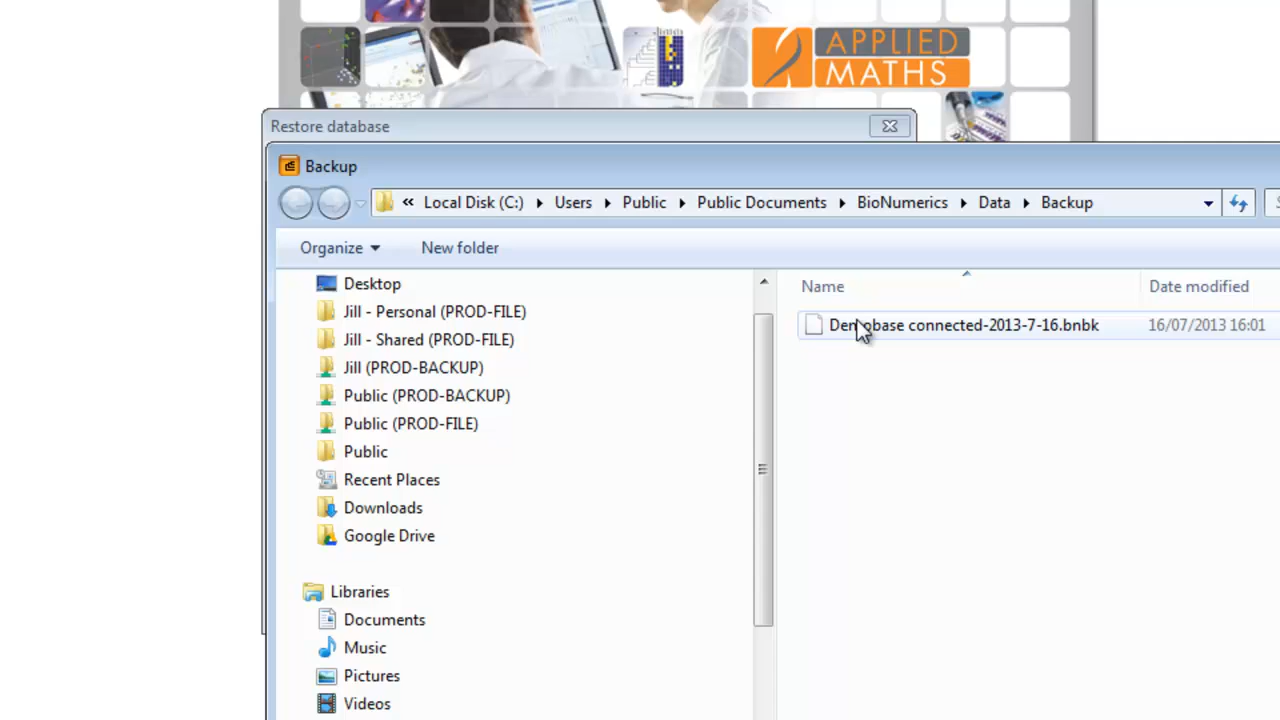 APPLIED
MATHS
Restore database
Backup
« Local Disk (C:) Users Public Public Documents BioNumerics Data Backup
Organize New folder
Name Date modified
Desktop
Jill - Personal (PROD-FILE)
Demobase connected-2013-7-16.bnbk 16/07/2013 16:01
Jill - Shared (PROD-FILE)
Jill (PROD-BACKUP)
Public (PROD-BACKUP)
Public (PROD-FILE)
Public
Recent Places
Downloads
Google Drive
Libraries
Documents
Music
Pictures
Videos